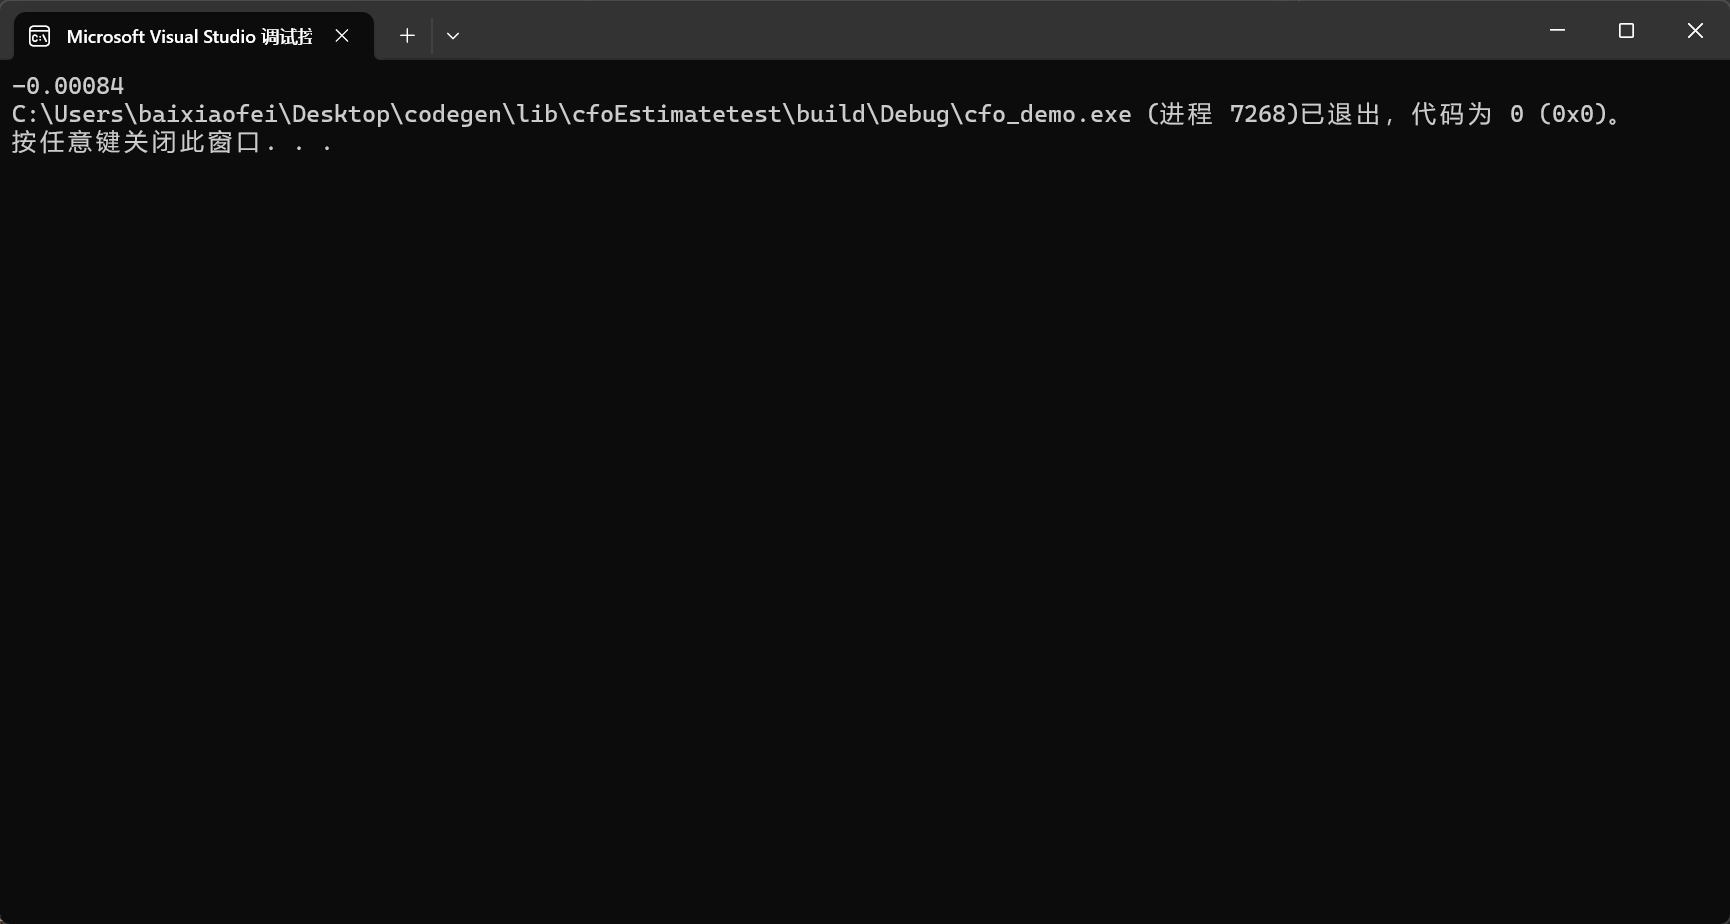 Microsoft Visual Studio 调试控
-0.00084
C:\Users\baixiaofei\Desktop\codegen\lib\cfoEstimatetest\build\Debug\cfo_demo.exe (进程 7268)已退出，代码为 0 (0x0)。
按任意键关闭此窗口. . .